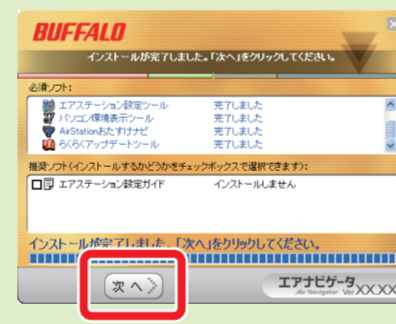 BUFFALO
インストールが完了しました。「次へ」をクリックしてください。
必須ソフト:
エアステーション設定ツール 完了しました
パソコン環境表示ツール 完了しました
AirStationおたすけナビ 完了しました
らくらくアップデートツール 完了しました
推奨ソフト(インストールするかどうかをチェックボックスで選択できます):
エアステーション設定ガイド インストールしません
インストールが完了しました。「次へ」をクリックしてください。
次 へ
エアナビゲータ
Air Navigator Ver XX.XX